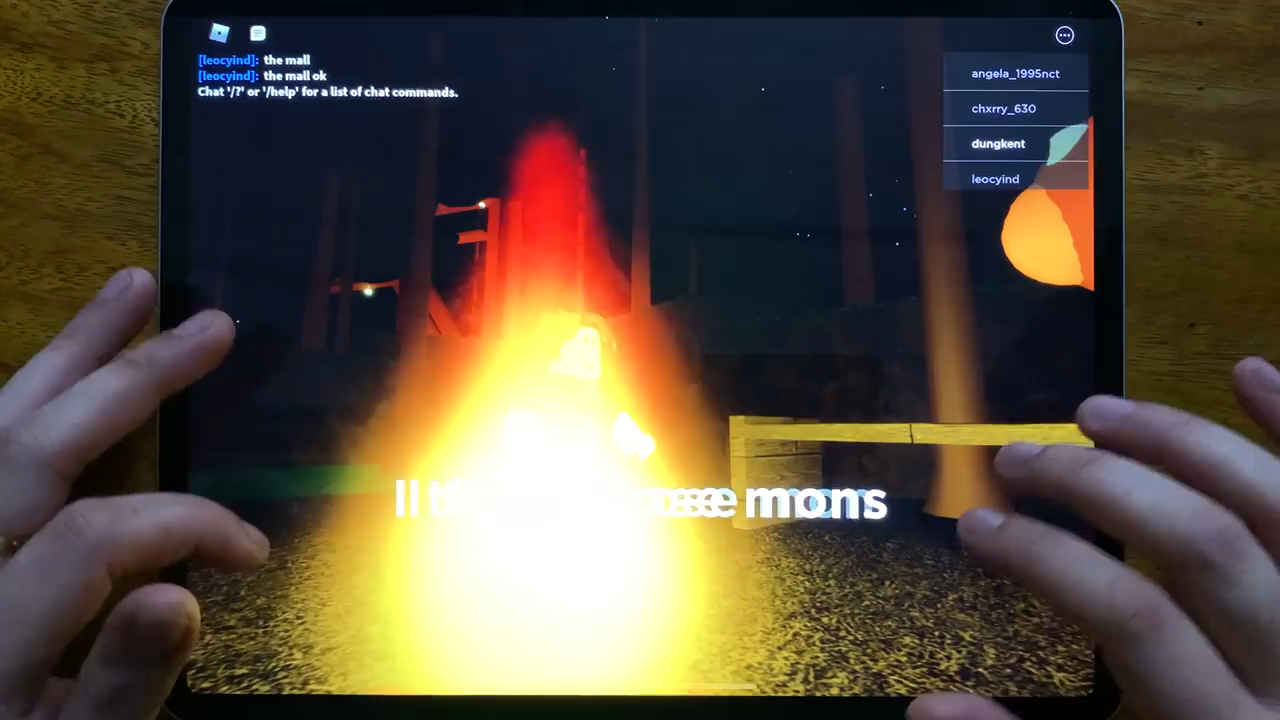 [leocyind]: the mall
[leocyind]: the mall ok
Chat '/?' or '/help' for a list of chat commands.
angela_1995nct
chxrry_630
dungkent
leocyind
mons